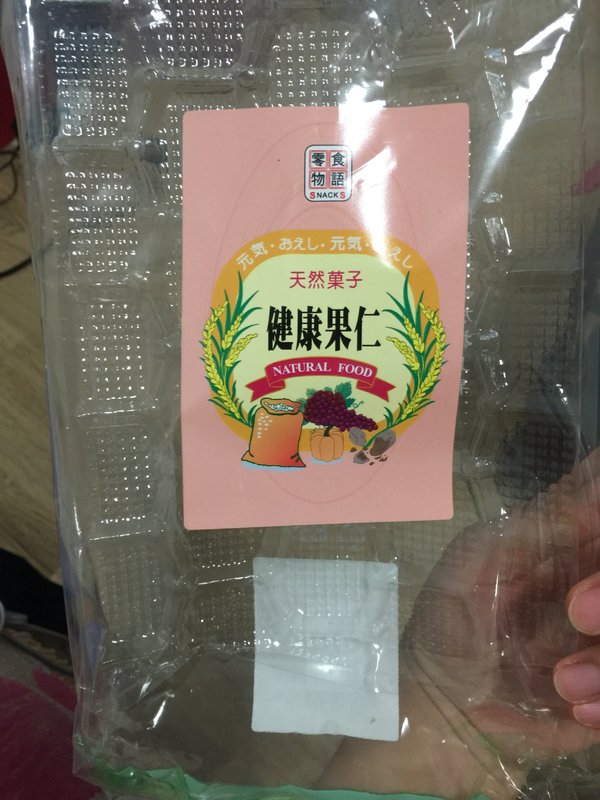 零食
物語
SNACKS
元気・おえし・元気・おえし
天然菓子
健康果仁
NATURAL FOOD